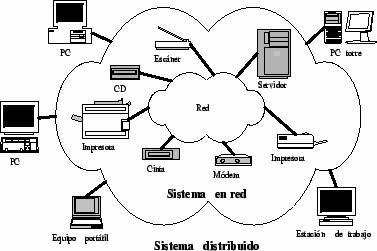 PC
Escáner
PC torre
CD
Servidor
Red
Impresora
Impresora
PC
Cinta
Módem
Sistema en red
Equipo portátil
Estación de trabajo
Sistema distribuido